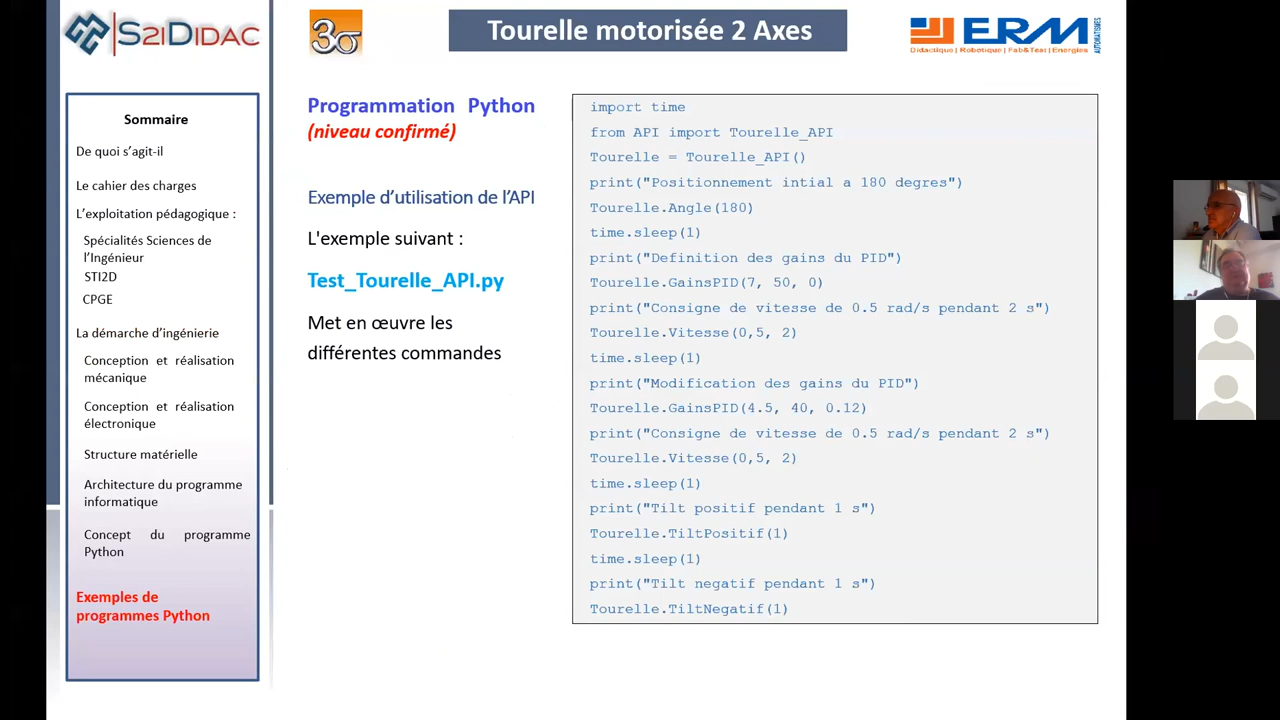 S2IDIDAC
3σ
Tourelle motorisée 2 Axes
ERM
AUTOMATISMES
Didactique | Robotique | Fab&Test | Energies
Sommaire
De quoi s’agit-il
Le cahier des charges
L’exploitation pédagogique :
Spécialités Sciences de
l’Ingénieur
STI2D
CPGE
La démarche d’ingénierie
Conception et réalisation
mécanique
Conception et réalisation
électronique
Structure matérielle
Architecture du programme
informatique
Concept du programme
Python
Exemples de
programmes Python
Programmation Python
(niveau confirmé)
Exemple d’utilisation de l’API
L'exemple suivant :
Test_Tourelle_API.py
Met en œuvre les
différentes commandes
import time
from API import Tourelle_API
Tourelle = Tourelle_API()
print("Positionnement intial a 180 degres")
Tourelle.Angle(180)
time.sleep(1)
print("Definition des gains du PID")
Tourelle.GainsPID(7, 50, 0)
print("Consigne de vitesse de 0.5 rad/s pendant 2 s")
Tourelle.Vitesse(0,5, 2)
time.sleep(1)
print("Modification des gains du PID")
Tourelle.GainsPID(4.5, 40, 0.12)
print("Consigne de vitesse de 0.5 rad/s pendant 2 s")
Tourelle.Vitesse(0,5, 2)
time.sleep(1)
print("Tilt positif pendant 1 s")
Tourelle.TiltPositif(1)
time.sleep(1)
print("Tilt negatif pendant 1 s")
Tourelle.TiltNegatif(1)